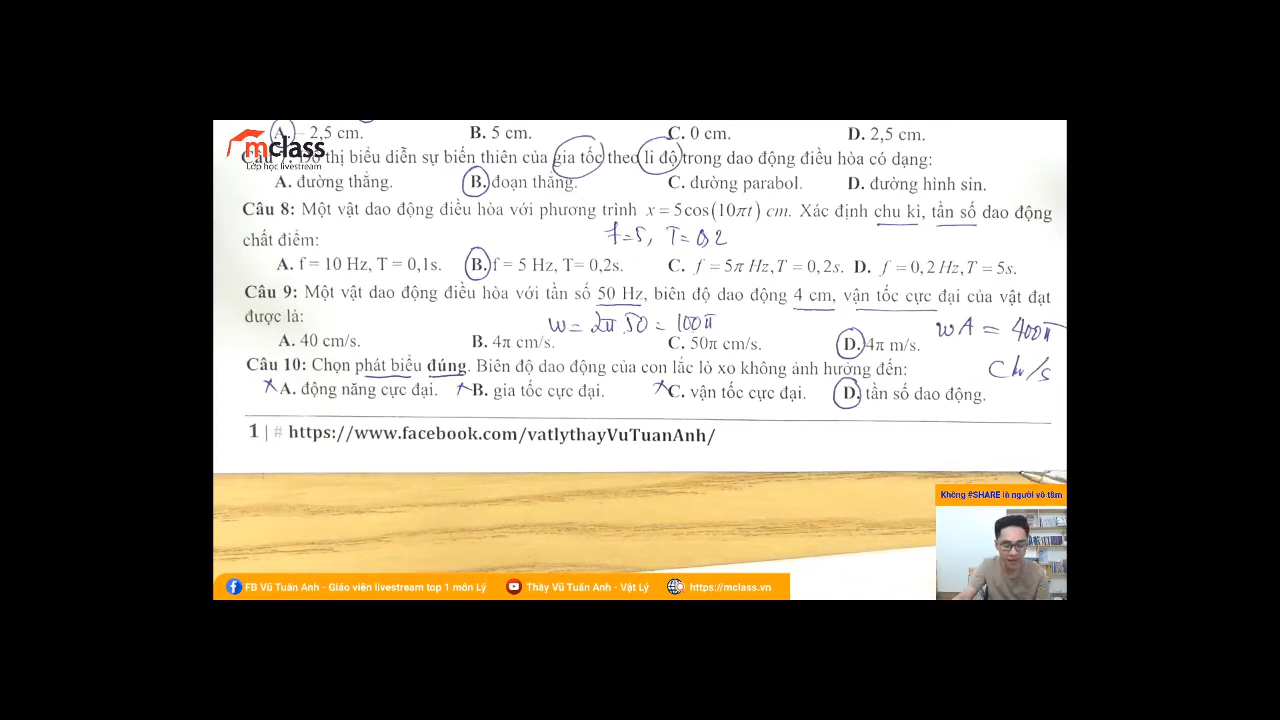 mclass
Lớp học livestream
A. – 2,5 cm. B. 5 cm. C. 0 cm. D. 2,5 cm.
thị biểu diễn sự biến thiên của gia tốc theo li độ trong dao động điều hòa có dạng:
A. đường thẳng. B. đoạn thẳng. C. đường parabol. D. đường hình sin.
Câu 8: Một vật dao động điều hòa với phương trình x = 5cos(10πt) cm. Xác định chu kì, tần số dao động
chất điểm:
f=5, T=0,2
A. f = 10 Hz, T = 0,1s. B. f = 5 Hz, T= 0,2s. C. f = 5π Hz, T = 0, 2s. D. f = 0, 2 Hz, T = 5s.
Câu 9: Một vật dao động điều hòa với tần số 50 Hz, biên độ dao động 4 cm, vận tốc cực đại của vật đạt
được là:
w = 2π.50 = 100π
wA = 400π
cm/s
A. 40 cm/s. B. 4π cm/s. C. 50π cm/s. D. 4π m/s.
Câu 10: Chọn phát biểu đúng. Biên độ dao động của con lắc lò xo không ảnh hưởng đến:
A. động năng cực đại. B. gia tốc cực đại. C. vận tốc cực đại. D. tần số dao động.
1 | # https://www.facebook.com/vatlythayVuTuanAnh/
Không #SHARE là người vô tâm
FB Vũ Tuấn Anh - Giáo viên livestream top 1 môn Lý Thầy Vũ Tuấn Anh - Vật Lý https://mclass.vn